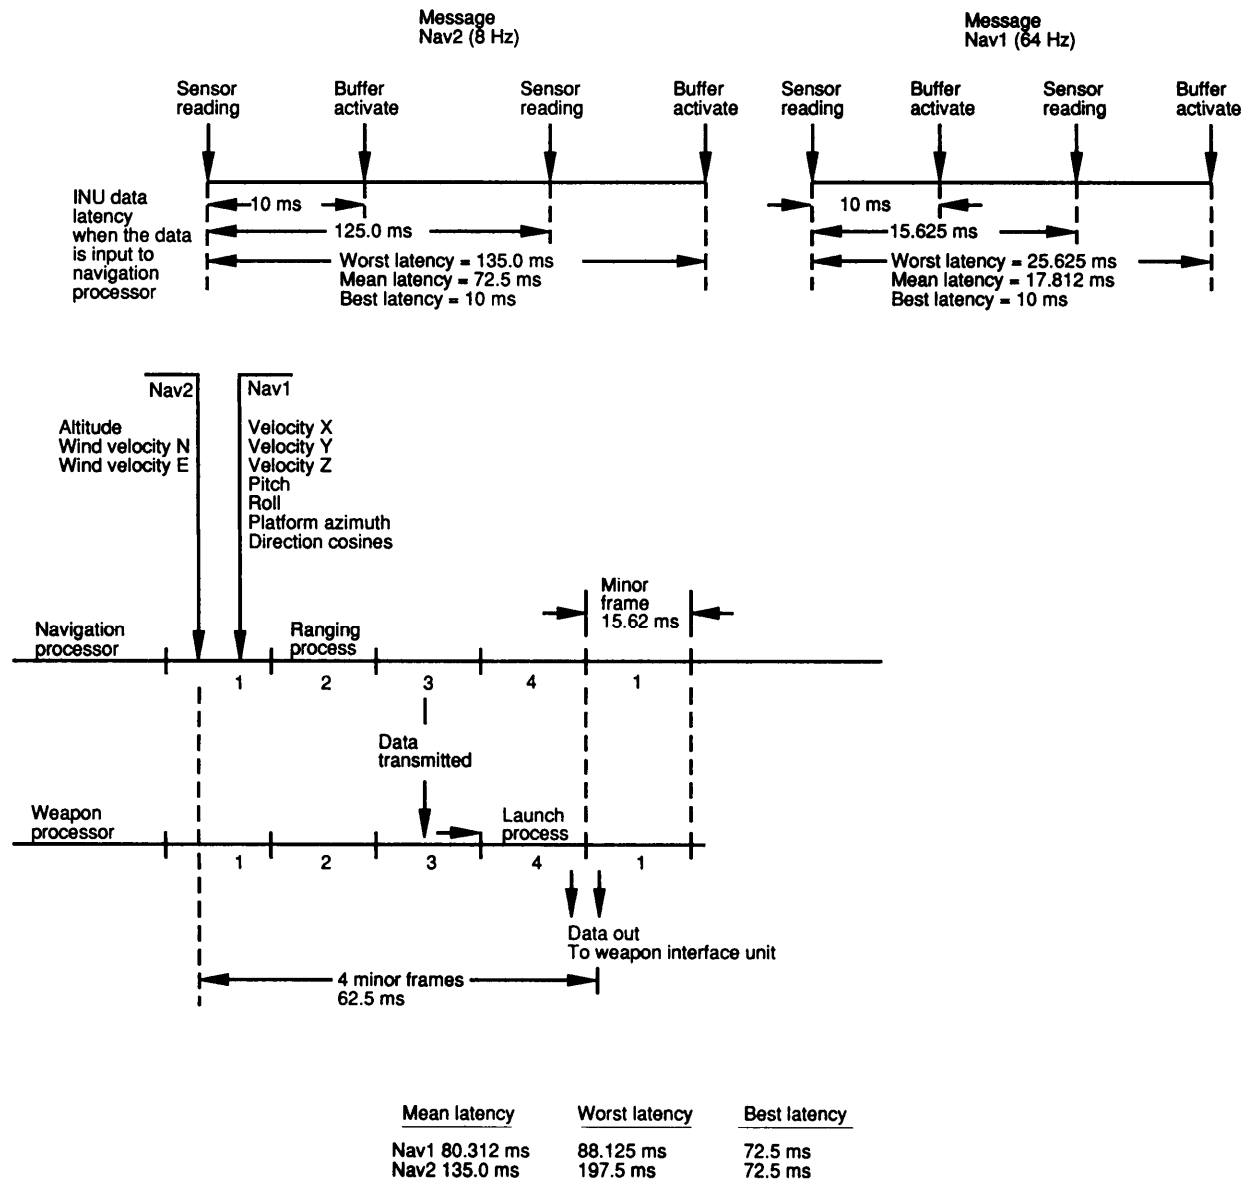 Message
Nav2 (8 Hz)
Message
Nav1 (64 Hz)
Sensor
reading
Buffer
activate
Sensor
reading
Buffer
activate
Sensor
reading
Buffer
activate
Sensor
reading
Buffer
activate
INU data
latency
when the data
is input to
navigation
processor
10 ms
125.0 ms
Worst latency = 135.0 ms
Mean latency = 72.5 ms
Best latency = 10 ms
10 ms
15.625 ms
Worst latency = 25.625 ms
Mean latency = 17.812 ms
Best latency = 10 ms
Nav2
Altitude
Wind velocity N
Wind velocity E
Nav1
Velocity X
Velocity Y
Velocity Z
Pitch
Roll
Platform azimuth
Direction cosines
Minor
frame
15.62 ms
Navigation
processor
Ranging
process
1 2 3 4 1
Data
transmitted
Weapon
processor
Launch
process
1 2 3 4 1
Data out
To weapon interface unit
4 minor frames
62.5 ms
Mean latency Worst latency Best latency
Nav1 80.312 ms 88.125 ms 72.5 ms
Nav2 135.0 ms 197.5 ms 72.5 ms